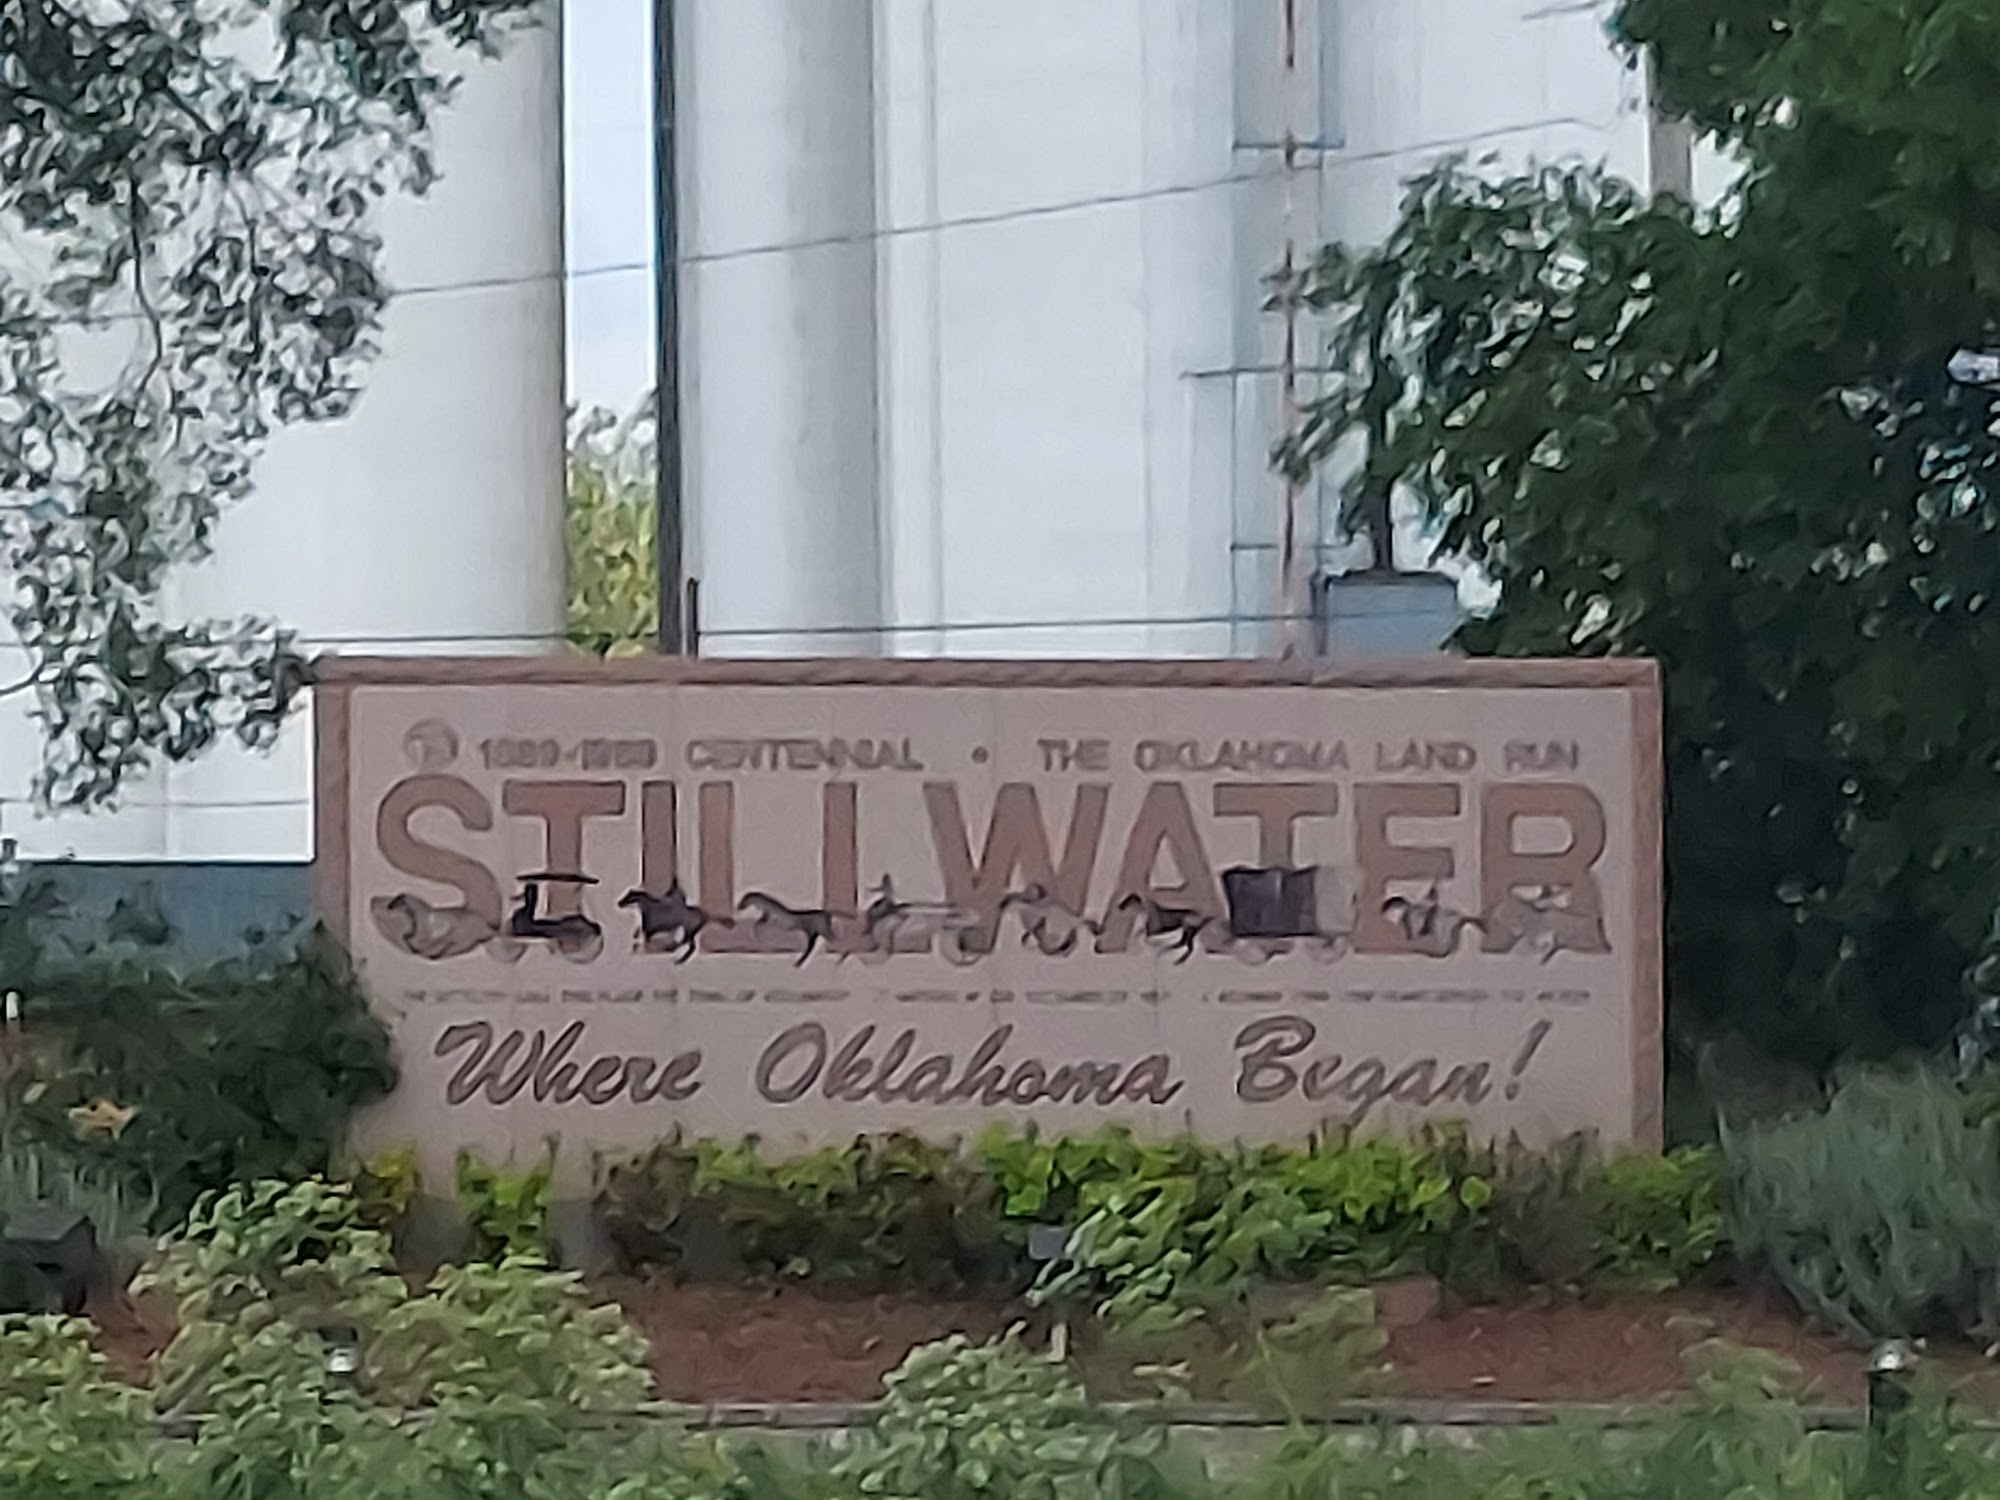 1889-1989 CENTENNIAL • THE OKLAHOMA LAND RUN
STILLWATER
Where Oklahoma Began!